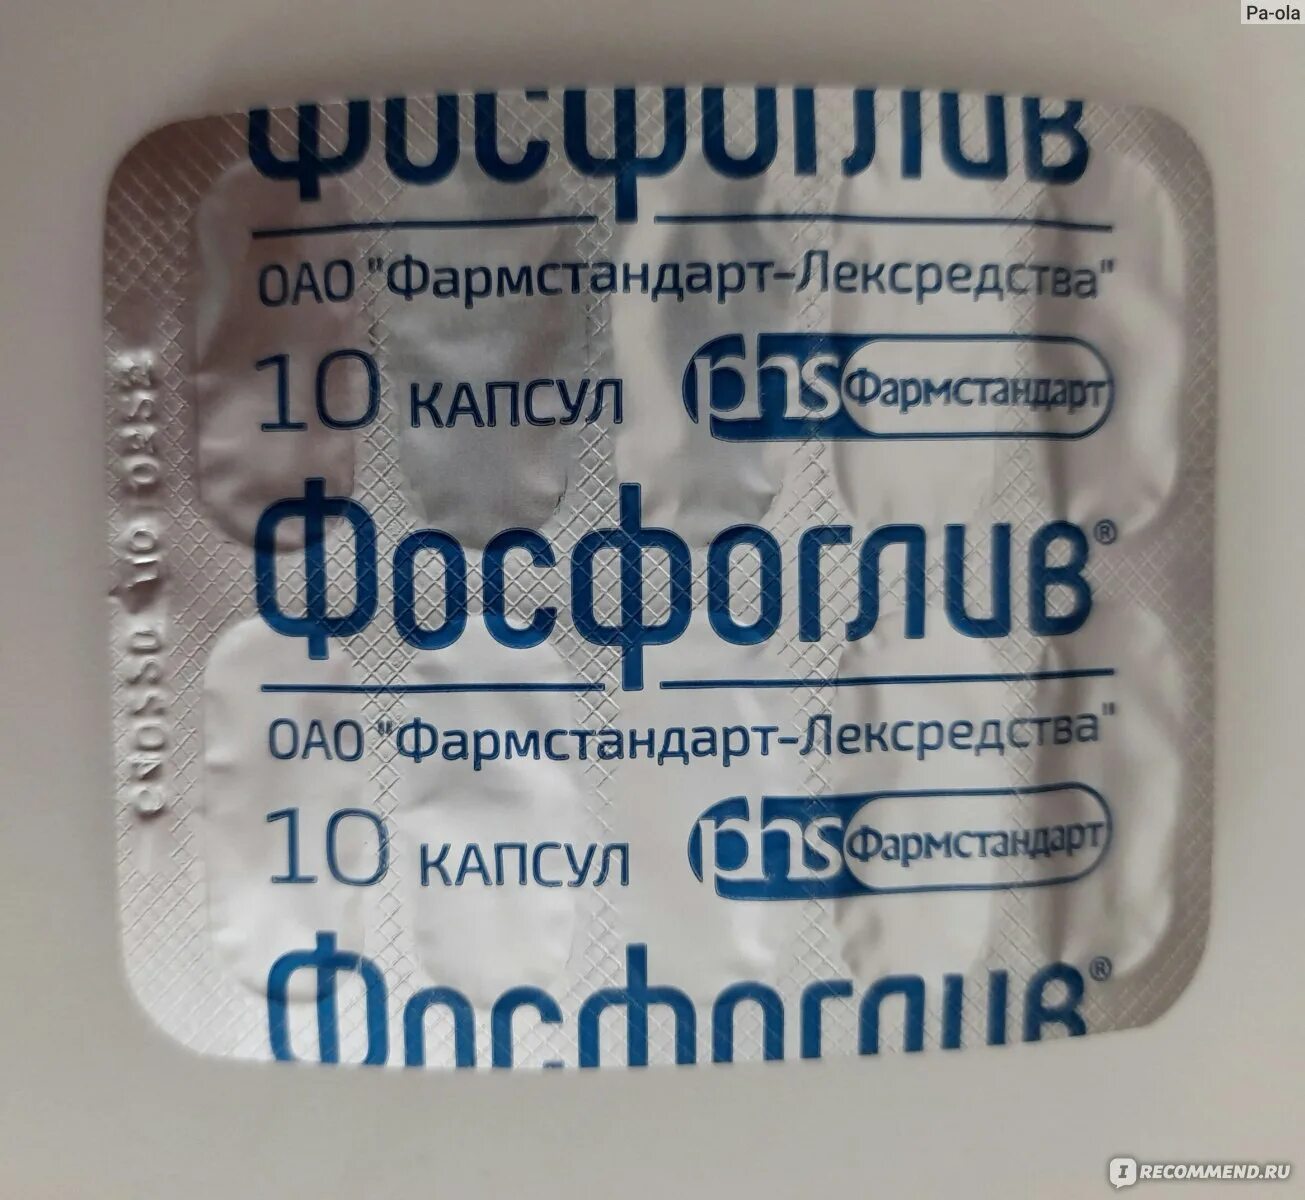 Pa-ola
Фосфоглив
ОАО "Фармстандарт-Лексредства"
10 КАПСУЛ phs Фармстандарт
Фосфоглив®
ОАО "Фармстандарт-Лексредства"
10 КАПСУЛ phs Фармстандарт
Фосфоглив®
IRECOMMEND.RU